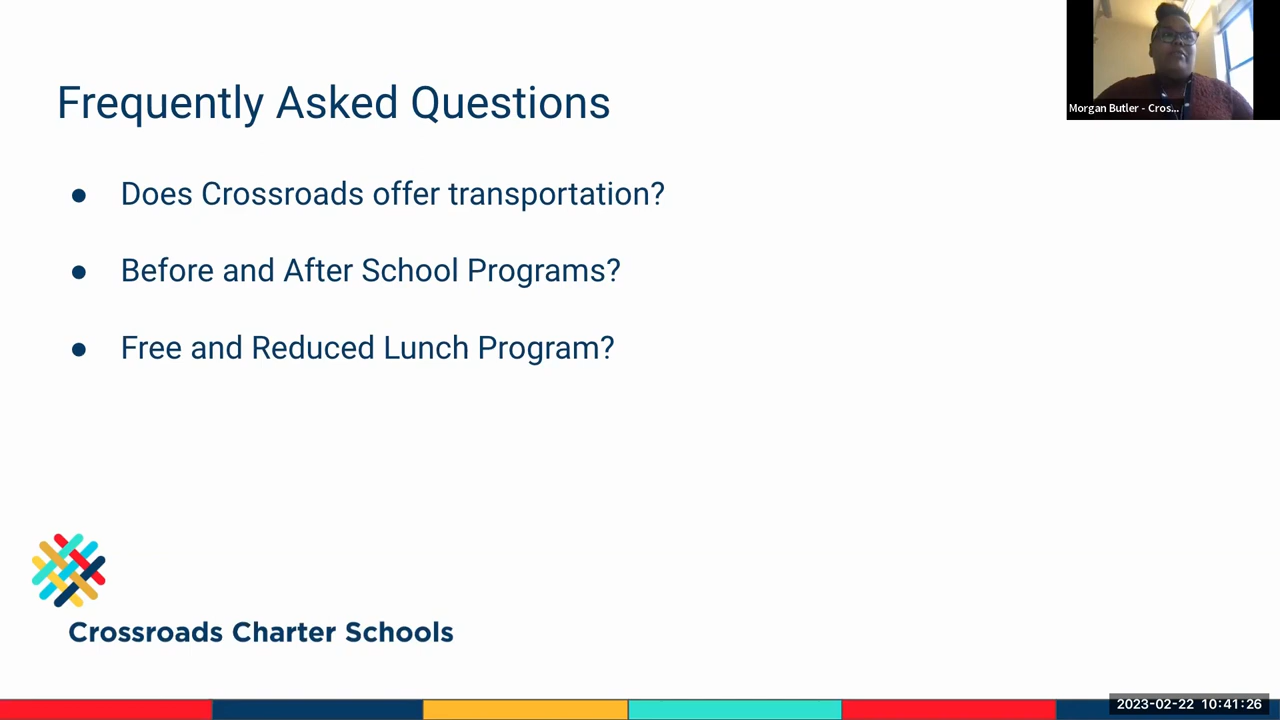 Morgan Butler - Cros...
Frequently Asked Questions
● Does Crossroads offer transportation?
● Before and After School Programs?
● Free and Reduced Lunch Program?
Crossroads Charter Schools
2023-02-22 10:41:26